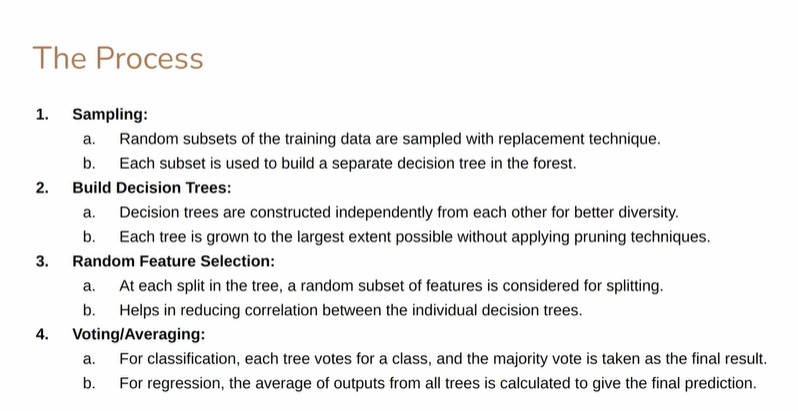 The Process
1. Sampling:
a. Random subsets of the training data are sampled with replacement technique.
b. Each subset is used to build a separate decision tree in the forest.
2. Build Decision Trees:
a. Decision trees are constructed independently from each other for better diversity.
b. Each tree is grown to the largest extent possible without applying pruning techniques.
3. Random Feature Selection:
a. At each split in the tree, a random subset of features is considered for splitting.
b. Helps in reducing correlation between the individual decision trees.
4. Voting/Averaging:
a. For classification, each tree votes for a class, and the majority vote is taken as the final result.
b. For regression, the average of outputs from all trees is calculated to give the final prediction.